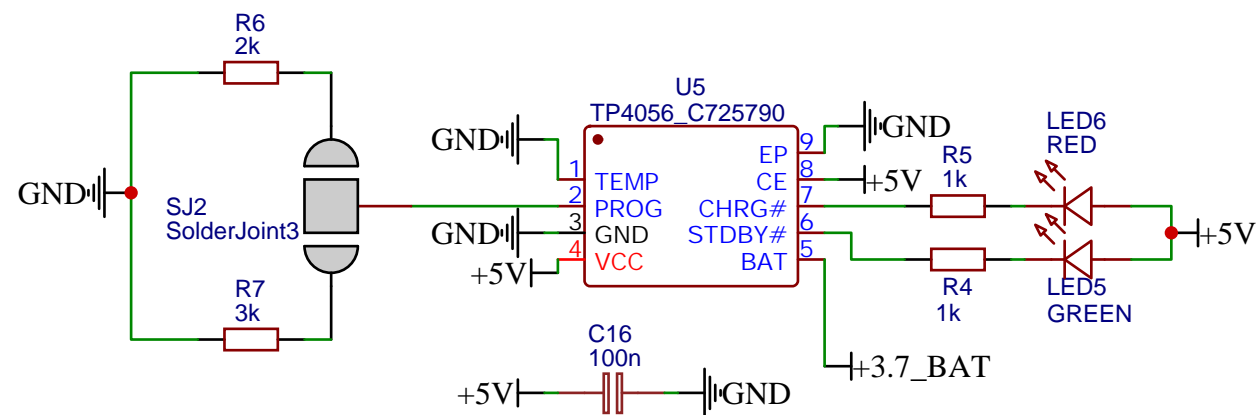 R6
2k
GND
SJ2
SolderJoint3
R7
3k
U5
TP4056_C725790
GND
1
TEMP
2
PROG
GND
3
GND
+5V
4
VCC
9
EP
GND
8
CE
+5V
7
CHRG#
6
STDBY#
5
BAT
R5
1k
LED6
RED
R4
1k
LED5
GREEN
+5V
+3.7_BAT
C16
100n
+5V
GND